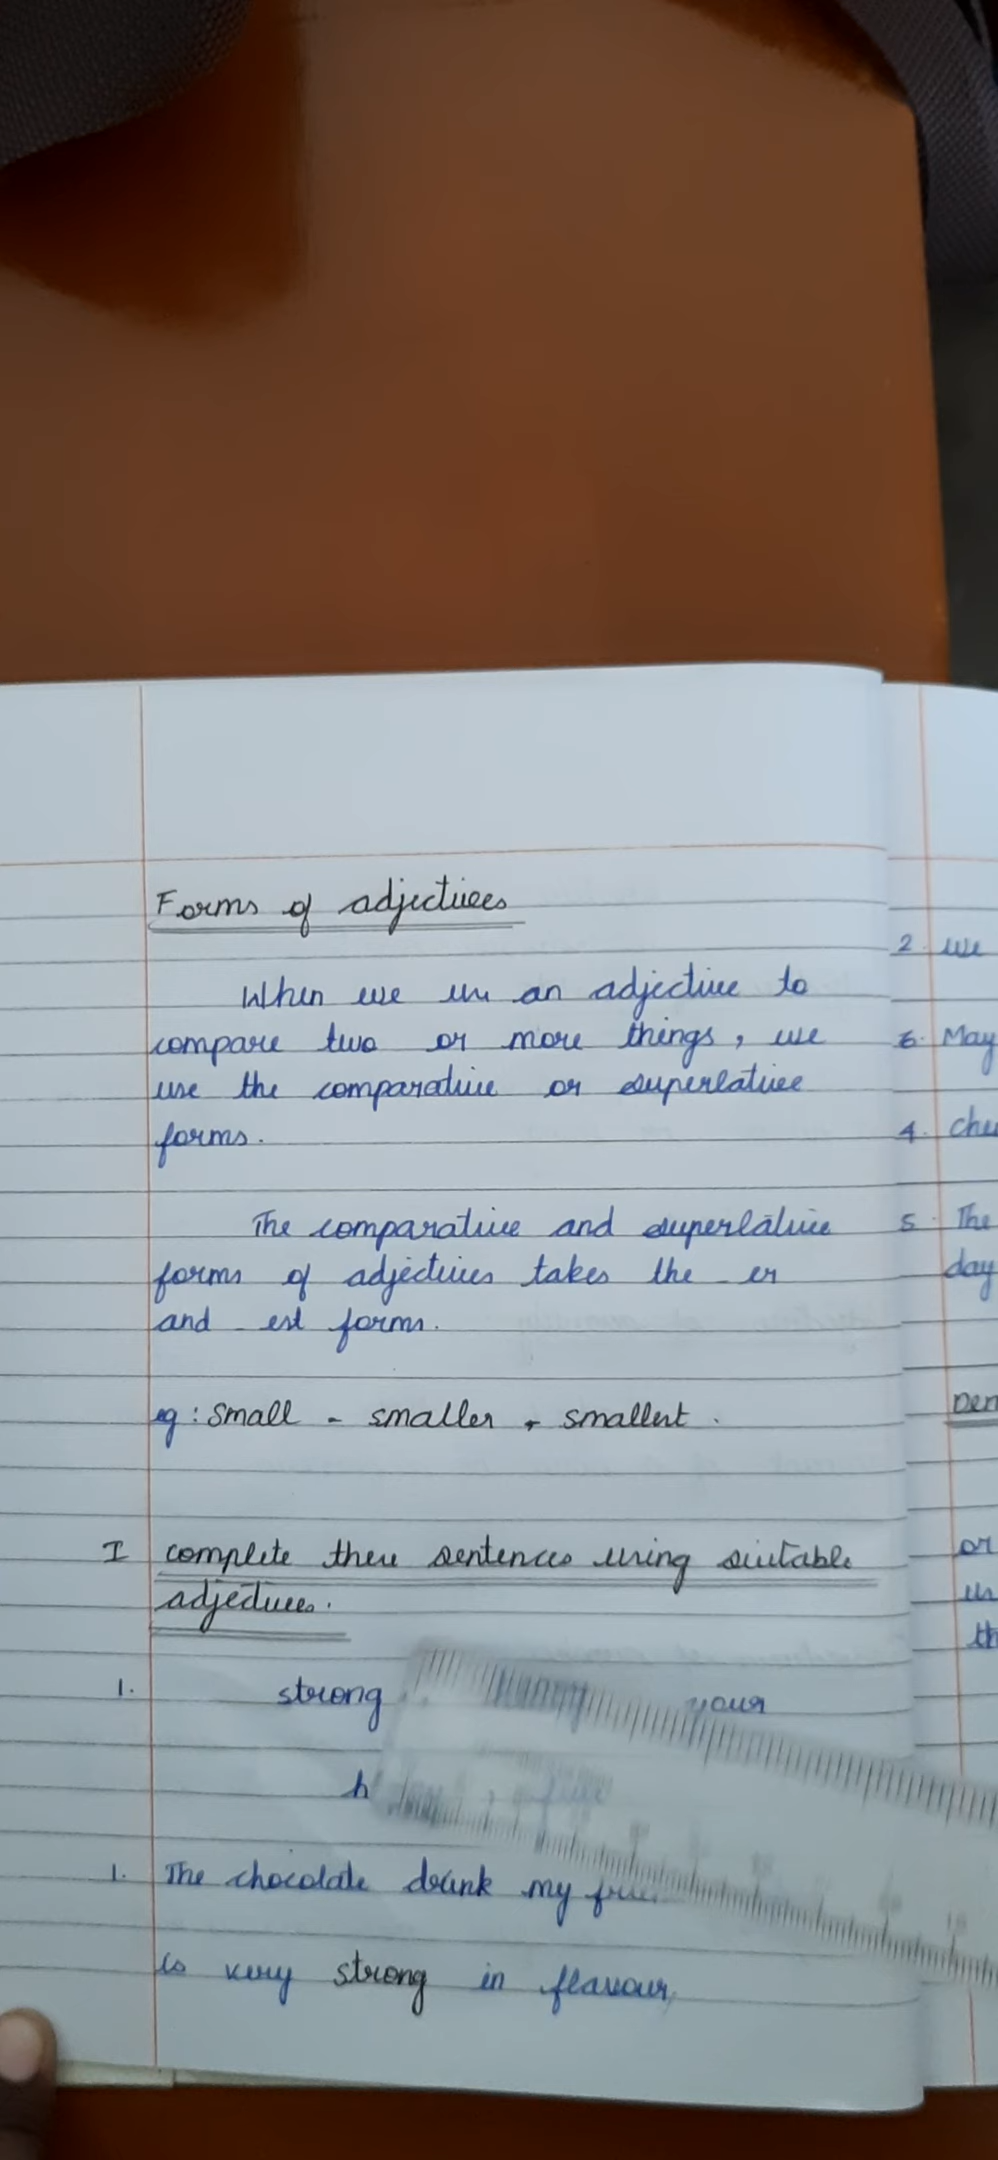 Forms of adjectives
When we use an adjective to
compare two or more things, we
use the comparative or superlative
forms.
The comparative and superlative
forms of adjectives takes the -er
and -est forms.
eg: small - smaller - smallest.
I complete these sentences using suitable
adjectives.
1. strong your
1. The chocolate drink my
is very strong in flavour,
2. we
3. May
4.
5. The
day
or